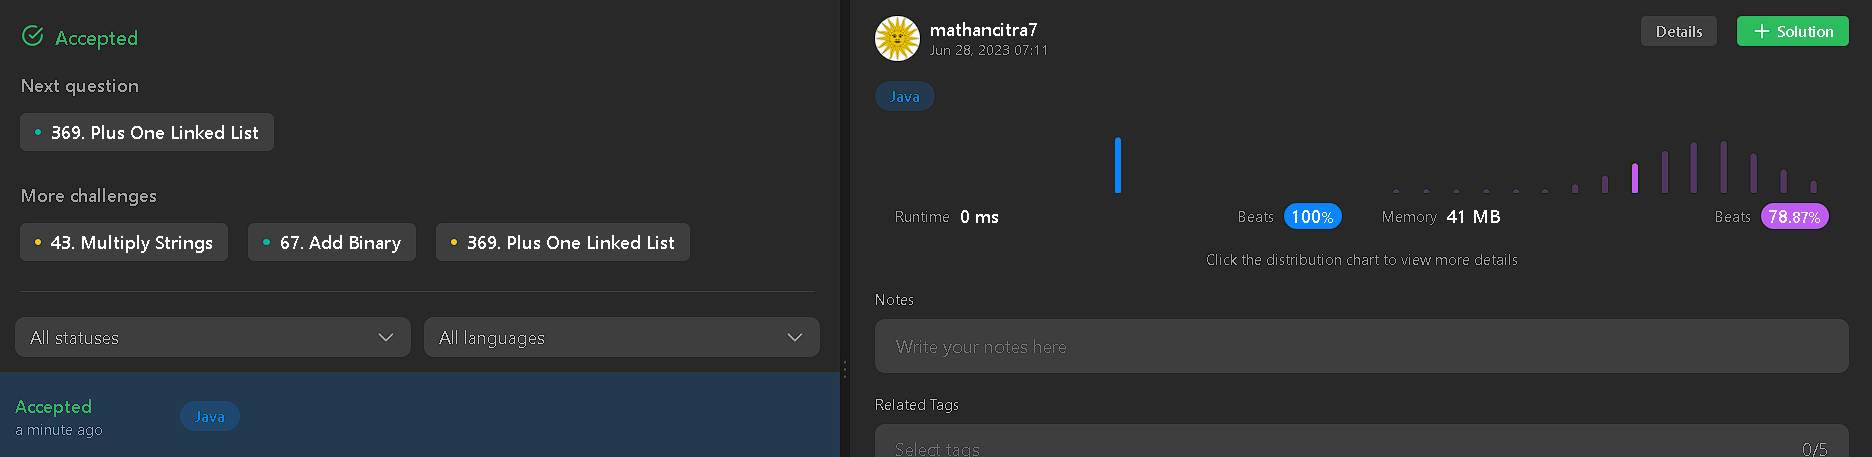 Accepted
Next question
369. Plus One Linked List
More challenges
43. Multiply Strings
67. Add Binary
369. Plus One Linked List
All statuses
All languages
Accepted
a minute ago
Java
mathancitra7
Jun 28, 2023 07:11
Details
+ Solution
Java
Runtime 0 ms
Beats 100%
Memory 41 MB
Beats 78.87%
Click the distribution chart to view more details
Notes
Write your notes here
Related Tags
Select tags
0/5